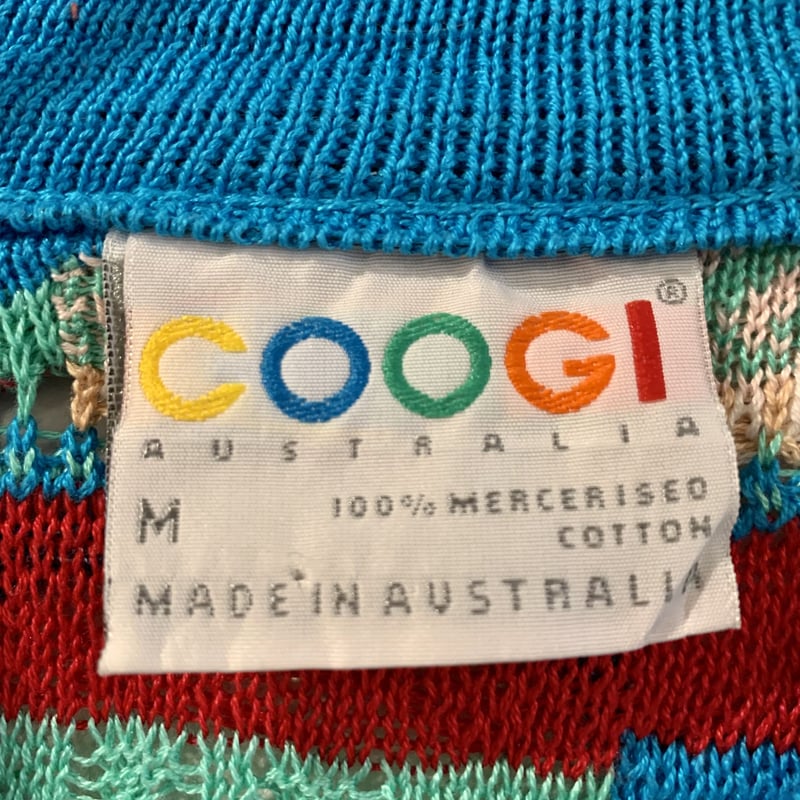 COOGI®
AUSTRALIA
M
100% MERCERISED
COTTON
MADE IN AUSTRALIA